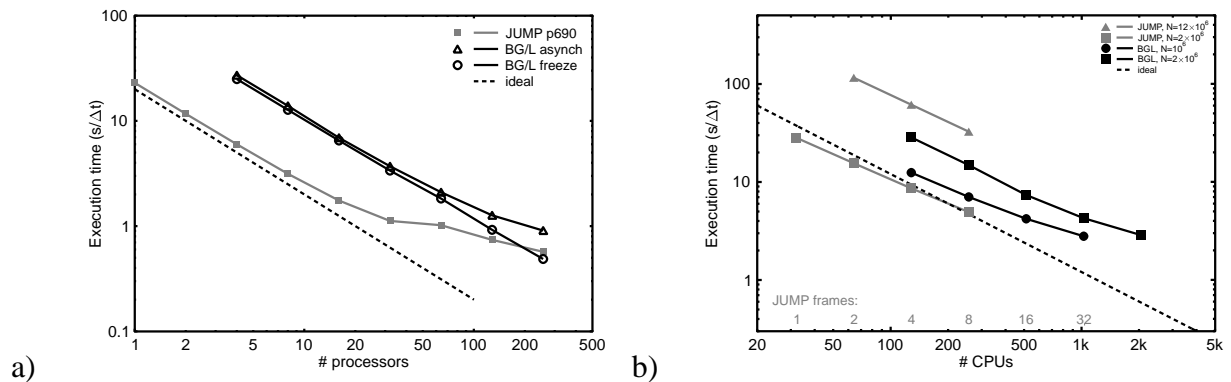 100
10
1
0.1
Execution time (s/Δt)
1 2 5 10 20 50 100 200 500
# processors
JUMP p690
BG/L asynch
BG/L freeze
ideal
a)
100
10
1
Execution time (s/Δt)
JUMP, N=12×10⁶
JUMP, N=2×10⁶
BGL, N=10⁶
BGL, N=2×10⁶
ideal
JUMP frames:
1 2 4 8 16 32
20 50 100 200 500 1k 2k 5k
# CPUs
b)